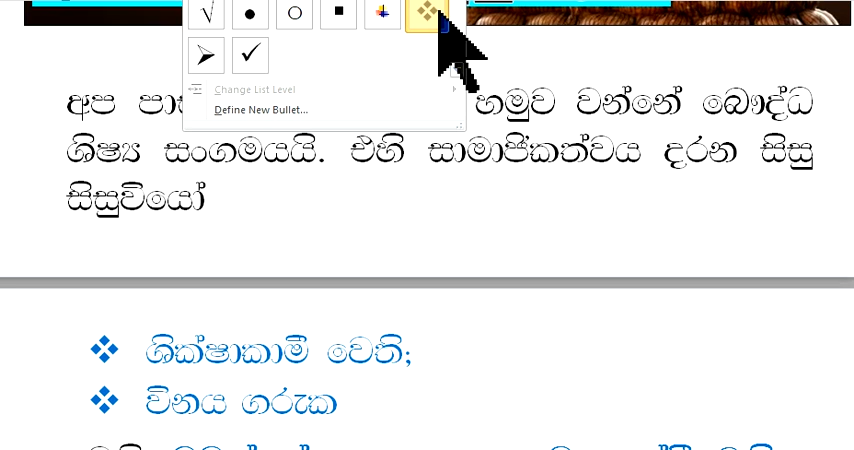 Change List Level
Define New Bullet...
අප හමුව වන්නේ බෞද්ධ
ශිෂ්‍ය සංගමයයි. එහි සාමාජිකත්වය දරන සිසු
සිසුවියෝ
❖ ශික්ෂාකාමී වෙති;
❖ විනය ගරුක